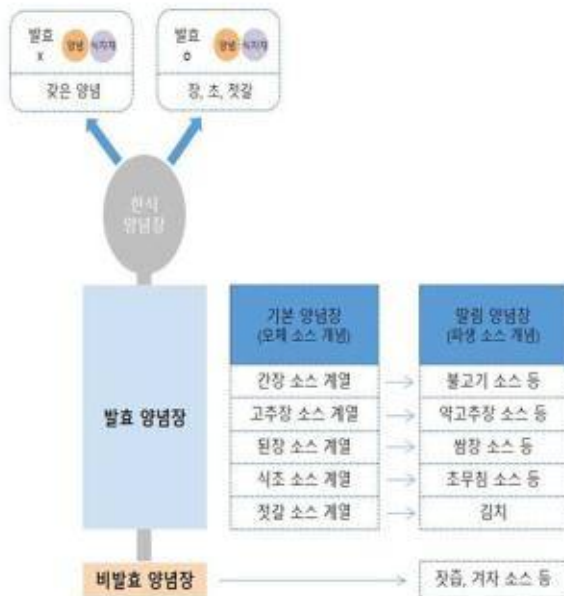 발효
x
양념
식자재
갖은 양념
발효
o
양념
식자재
장, 초, 젓갈
한식
양념장
기본 양념장
(모체 소스 개념)
딸림 양념장
(파생 소스 개념)
발효 양념장
간장 소스 계열
불고기 소스 등
고추장 소스 계열
약고추장 소스 등
된장 소스 계열
쌈장 소스 등
식초 소스 계열
초무침 소스 등
젓갈 소스 계열
김치
비발효 양념장
잣즙, 겨자 소스 등